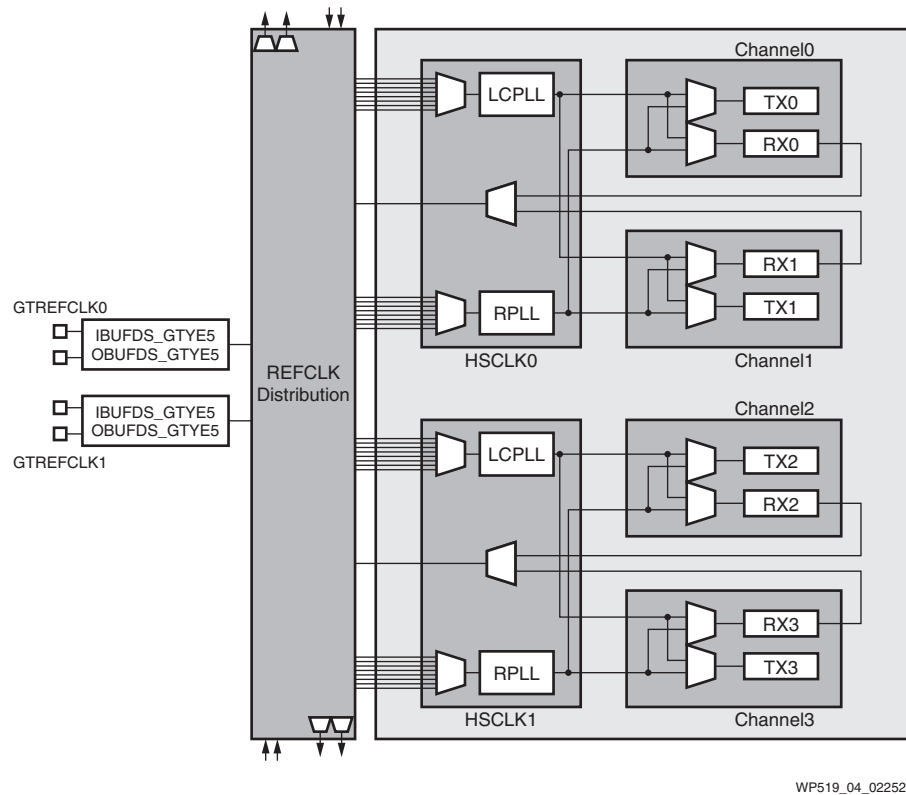 Channel0
LCPLL
TX0
RX0
RX1
GTREFCLK0
RPLL
TX1
IBUFDS_GTYE5
OBUFDS_GTYE5
HSCLK0
Channel1
REFCLK
Distribution
IBUFDS_GTYE5
OBUFDS_GTYE5
Channel2
GTREFCLK1
LCPLL
TX2
RX2
RX3
RPLL
TX3
HSCLK1
Channel3
WP519_04_02252